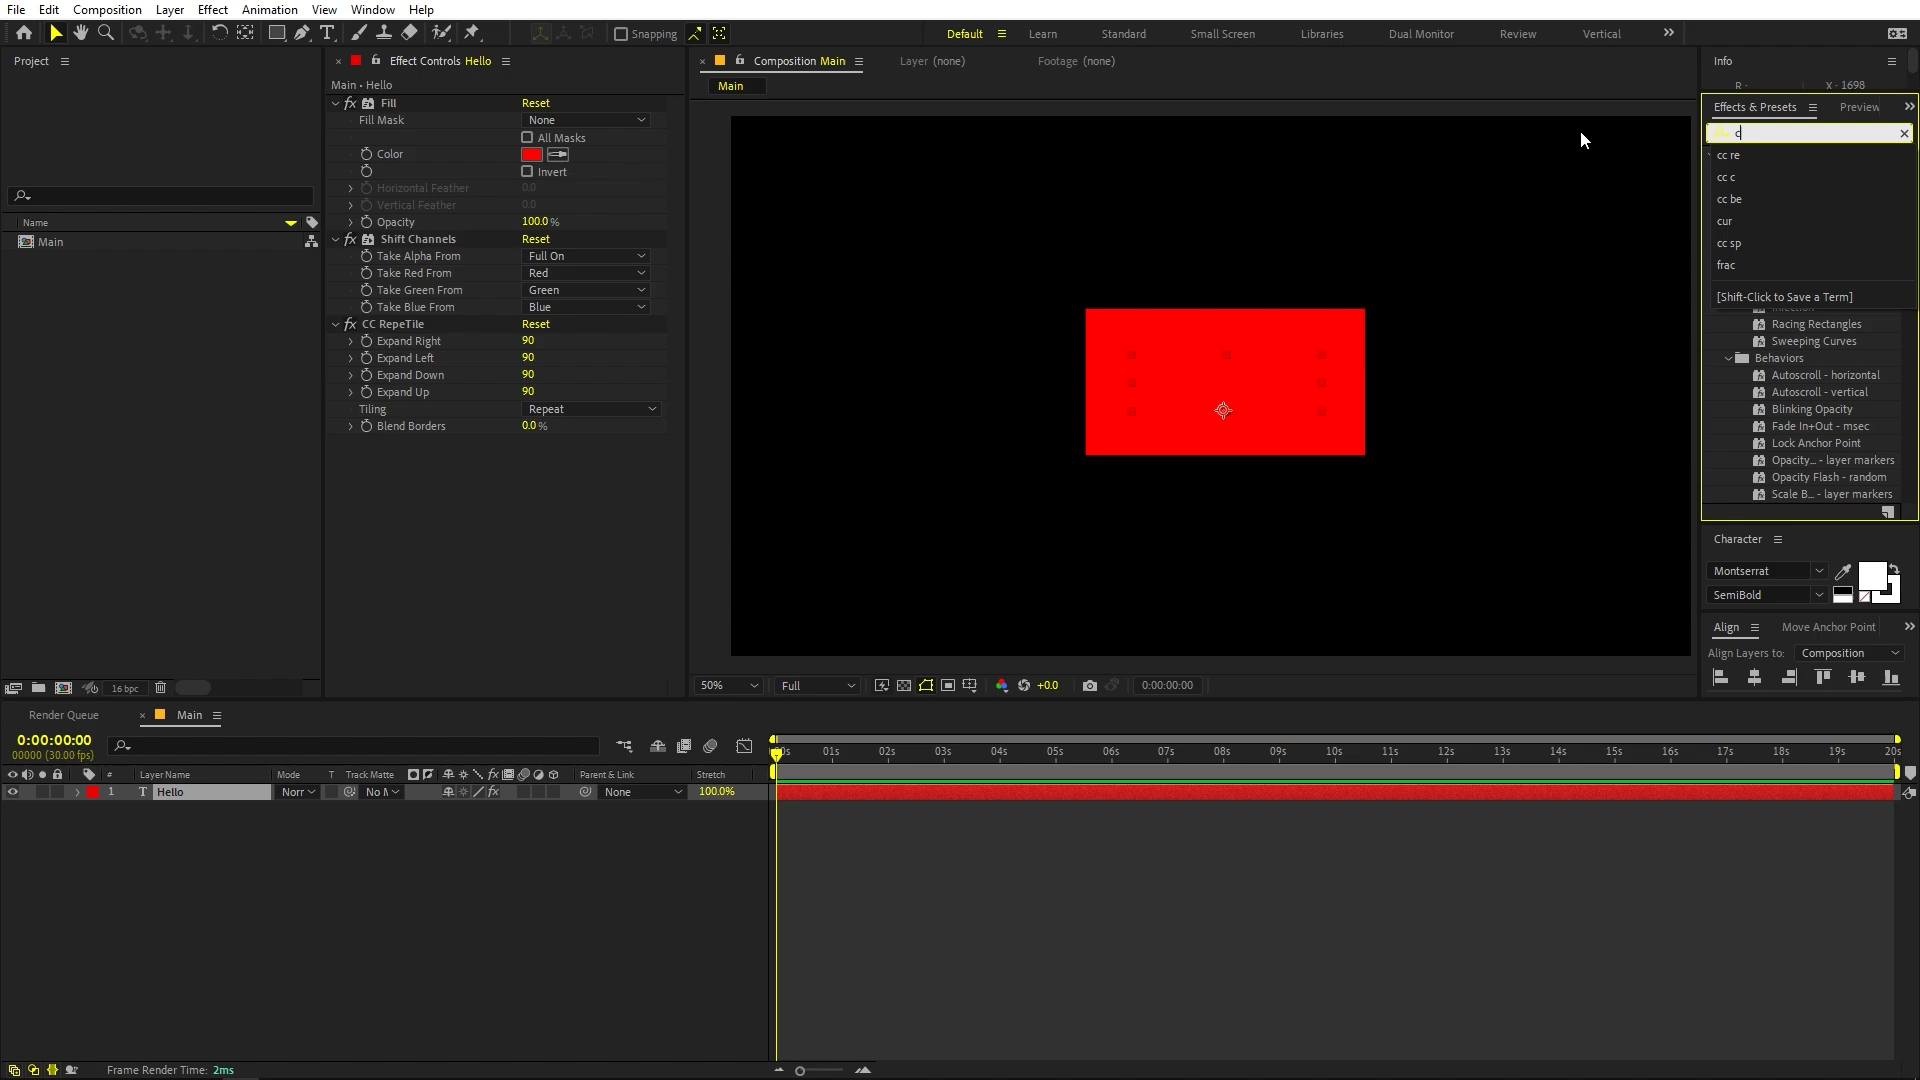 File Edit Composition Layer Effect Animation View Window Help
Snapping
Default Learn Standard Small Screen Libraries Dual Monitor Review Vertical
Project
Name
Main
16 bpc
Effect Controls Hello
Main • Hello
Fill Reset
Fill Mask None
All Masks
Color
Invert
Horizontal Feather 0.0
Vertical Feather 0.0
Opacity 100.0 %
Shift Channels Reset
Take Alpha From Full On
Take Red From Red
Take Green From Green
Take Blue From Blue
CC RepeTile Reset
Expand Right 90
Expand Left 90
Expand Down 90
Expand Up 90
Tiling Repeat
Blend Borders 0.0 %
Composition Main Layer (none) Footage (none)
Main
50% Full +0.0 0:00:00:00
Info
R - X - 1698
Effects & Presets Preview
c
cc re
cc c
cc be
cur
cc sp
frac
[Shift-Click to Save a Term]
Racing Rectangles
Sweeping Curves
Behaviors
Autoscroll - horizontal
Autoscroll - vertical
Blinking Opacity
Fade In+Out - msec
Lock Anchor Point
Opacity... - layer markers
Opacity Flash - random
Scale B... - layer markers
Character
Montserrat
SemiBold
Align Move Anchor Point
Align Layers to: Composition
Render Queue Main
0:00:00:00
00000 (30.00 fps)
# Layer Name Mode T Track Matte Parent & Link Stretch
1 T Hello Norr No M None 100.0%
00s 01s 02s 03s 04s 05s 06s 07s 08s 09s 10s 11s 12s 13s 14s 15s 16s 17s 18s 19s 20s
Frame Render Time: 2ms